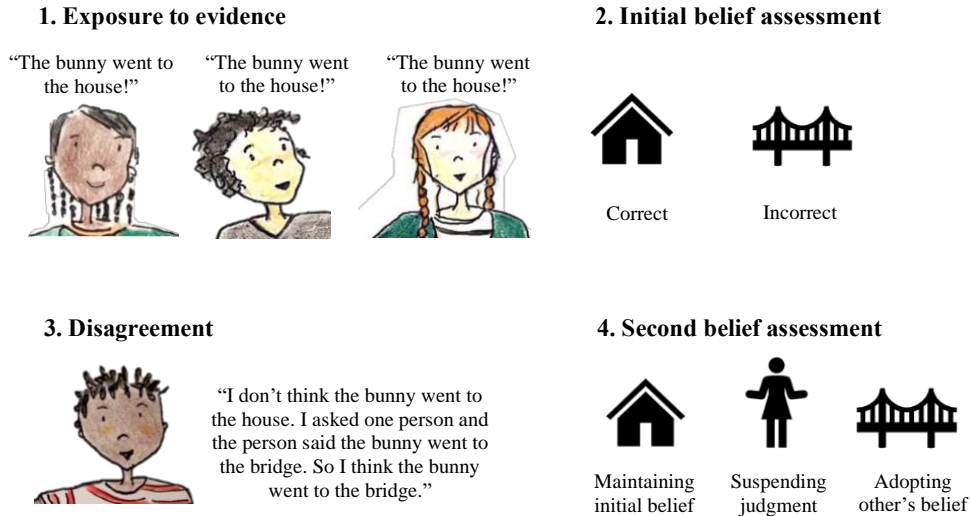 1. Exposure to evidence
“The bunny went to
the house!”
“The bunny went
to the house!”
“The bunny went
to the house!”
2. Initial belief assessment
Correct
Incorrect
3. Disagreement
“I don’t think the bunny went to
the house. I asked one person and
the person said the bunny went to
the bridge. So I think the bunny
went to the bridge.”
4. Second belief assessment
Maintaining
initial belief
Suspending
judgment
Adopting
other’s belief